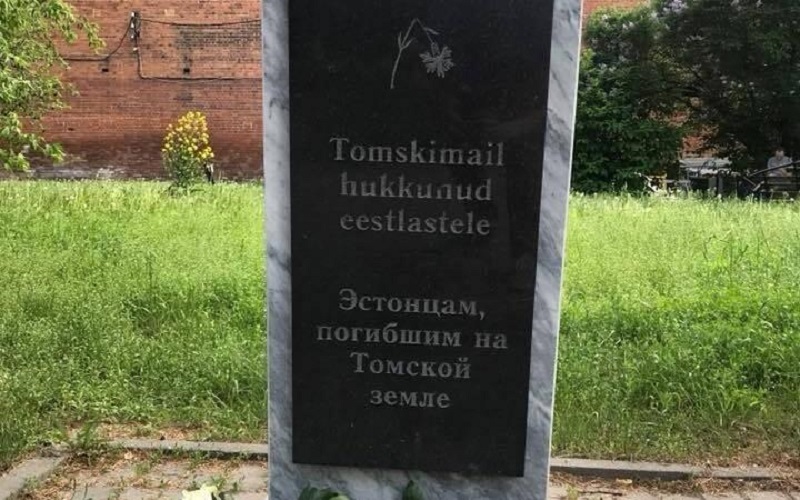 Tomskimail
hukkunud
eestlastele
Эстонцам,
погибшим на
Томской
земле